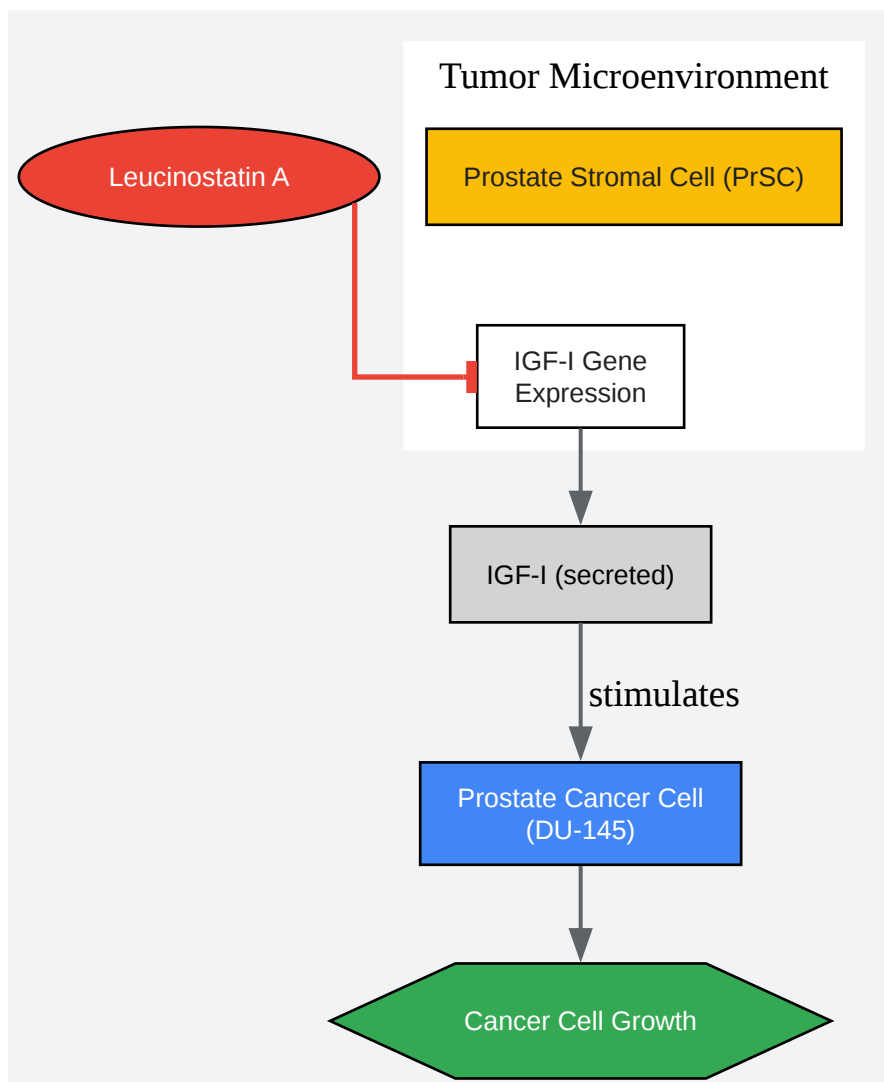 Tumor Microenvironment
Leucinostatin A
Prostate Stromal Cell (PrSC)
IGF-I Gene
Expression
IGF-I (secreted)
stimulates
Prostate Cancer Cell
(DU-145)
Cancer Cell Growth